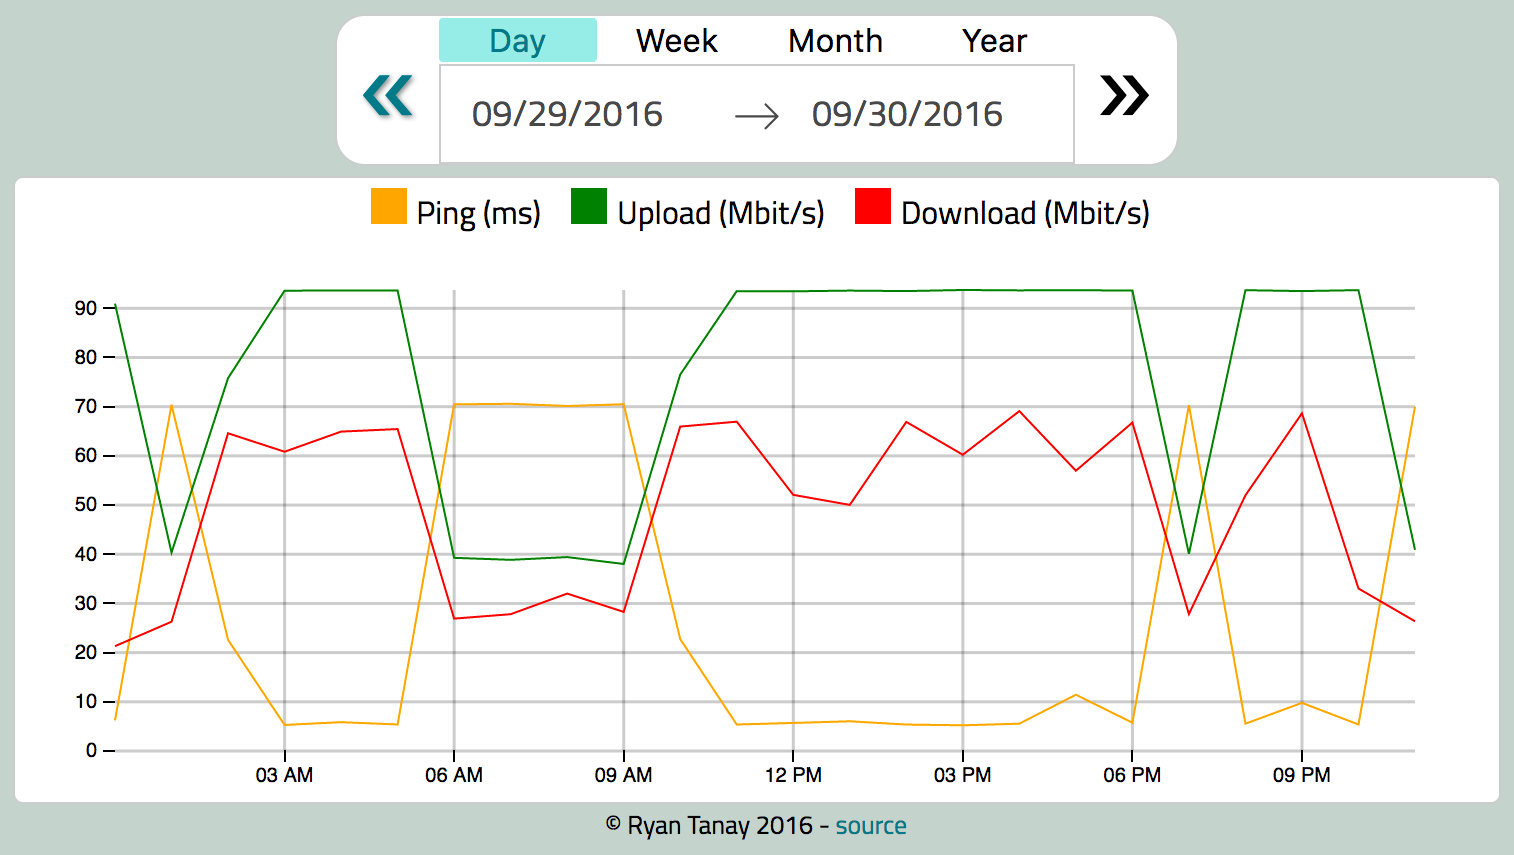 Day Week Month Year
« 09/29/2016 → 09/30/2016 »
Ping (ms) Upload (Mbit/s) Download (Mbit/s)
90
80
70
60
50
40
30
20
10
0
03 AM 06 AM 09 AM 12 PM 03 PM 06 PM 09 PM
© Ryan Tanay 2016 - source